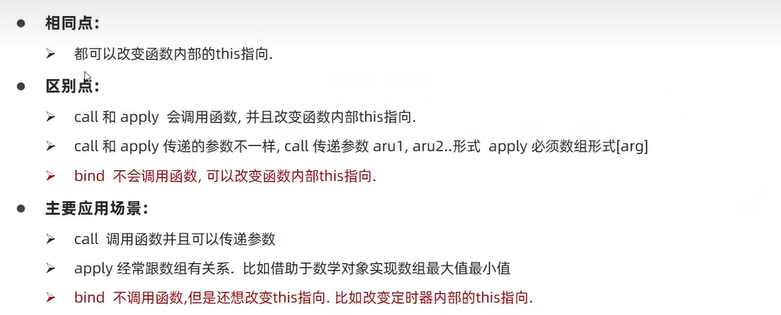 相同点:
都可以改变函数内部的this指向.
区别点:
call 和 apply 会调用函数, 并且改变函数内部this指向.
call 和 apply 传递的参数不一样, call 传递参数 aru1, aru2..形式 apply 必须数组形式[arg]
bind 不会调用函数, 可以改变函数内部this指向.
主要应用场景:
call 调用函数并且可以传递参数
apply 经常跟数组有关系. 比如借助于数学对象实现数组最大值最小值
bind 不调用函数,但是还想改变this指向. 比如改变定时器内部的this指向.